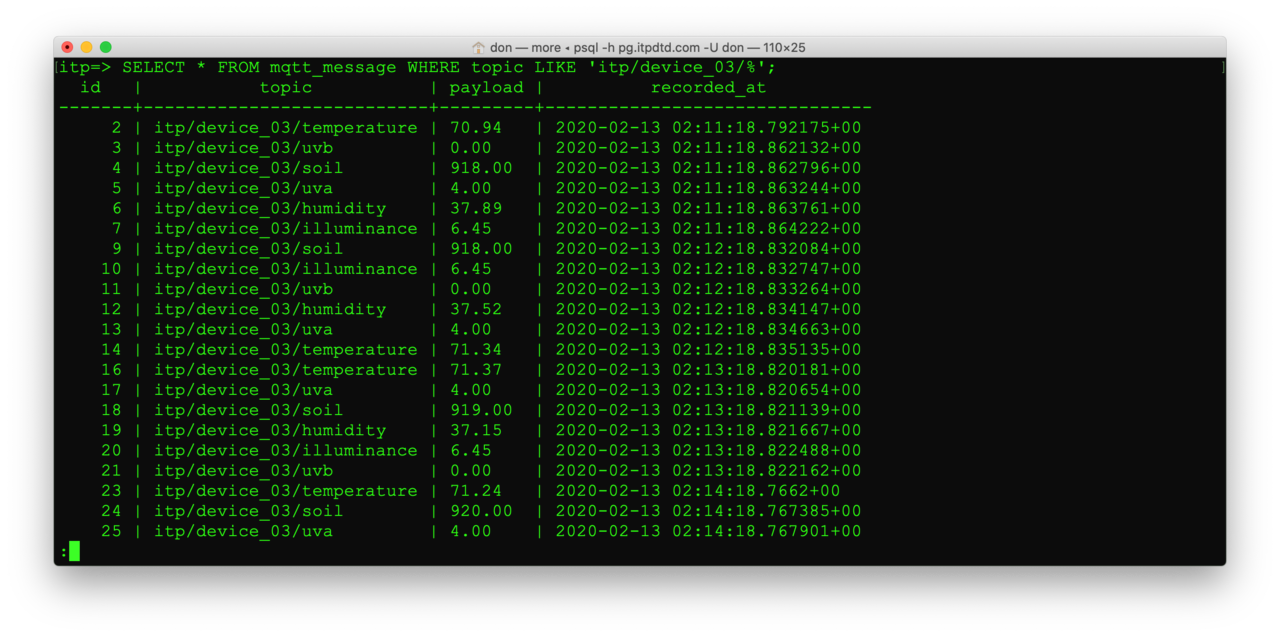 don — more • psql -h pg.itpdtd.com -U don — 110×25
[itp=> SELECT * FROM mqtt_message WHERE topic LIKE 'itp/device_03/%'; ]
id | topic | payload | recorded_at
-------+----------------------------+---------+-------------------------------
2 | itp/device_03/temperature | 70.94 | 2020-02-13 02:11:18.792175+00
3 | itp/device_03/uvb | 0.00 | 2020-02-13 02:11:18.862132+00
4 | itp/device_03/soil | 918.00 | 2020-02-13 02:11:18.862796+00
5 | itp/device_03/uva | 4.00 | 2020-02-13 02:11:18.863244+00
6 | itp/device_03/humidity | 37.89 | 2020-02-13 02:11:18.863761+00
7 | itp/device_03/illuminance | 6.45 | 2020-02-13 02:11:18.864222+00
9 | itp/device_03/soil | 918.00 | 2020-02-13 02:12:18.832084+00
10 | itp/device_03/illuminance | 6.45 | 2020-02-13 02:12:18.832747+00
11 | itp/device_03/uvb | 0.00 | 2020-02-13 02:12:18.833264+00
12 | itp/device_03/humidity | 37.52 | 2020-02-13 02:12:18.834147+00
13 | itp/device_03/uva | 4.00 | 2020-02-13 02:12:18.834663+00
14 | itp/device_03/temperature | 71.34 | 2020-02-13 02:12:18.835135+00
16 | itp/device_03/temperature | 71.37 | 2020-02-13 02:13:18.820181+00
17 | itp/device_03/uva | 4.00 | 2020-02-13 02:13:18.820654+00
18 | itp/device_03/soil | 919.00 | 2020-02-13 02:13:18.821139+00
19 | itp/device_03/humidity | 37.15 | 2020-02-13 02:13:18.821667+00
20 | itp/device_03/illuminance | 6.45 | 2020-02-13 02:13:18.822488+00
21 | itp/device_03/uvb | 0.00 | 2020-02-13 02:13:18.822162+00
23 | itp/device_03/temperature | 71.24 | 2020-02-13 02:14:18.7662+00
24 | itp/device_03/soil | 920.00 | 2020-02-13 02:14:18.767385+00
25 | itp/device_03/uva | 4.00 | 2020-02-13 02:14:18.767901+00
: